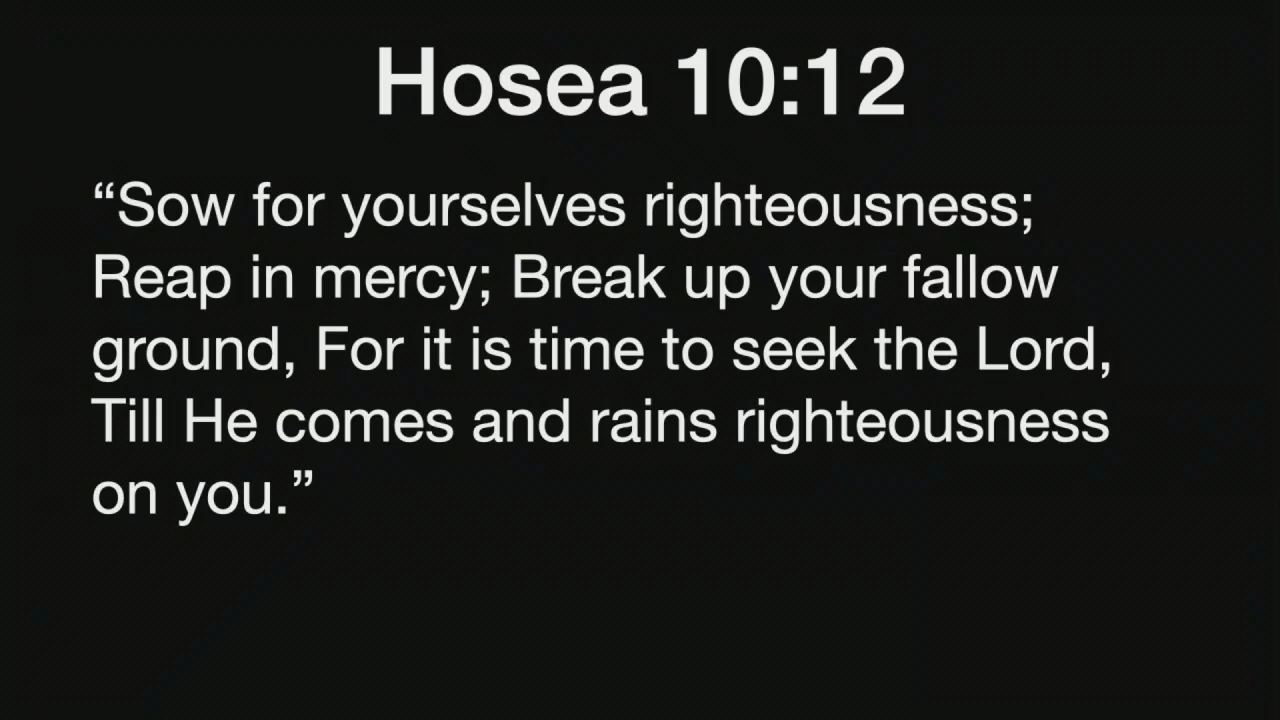 Hosea 10:12
“Sow for yourselves righteousness;
Reap in mercy; Break up your fallow
ground, For it is time to seek the Lord,
Till He comes and rains righteousness
on you.”